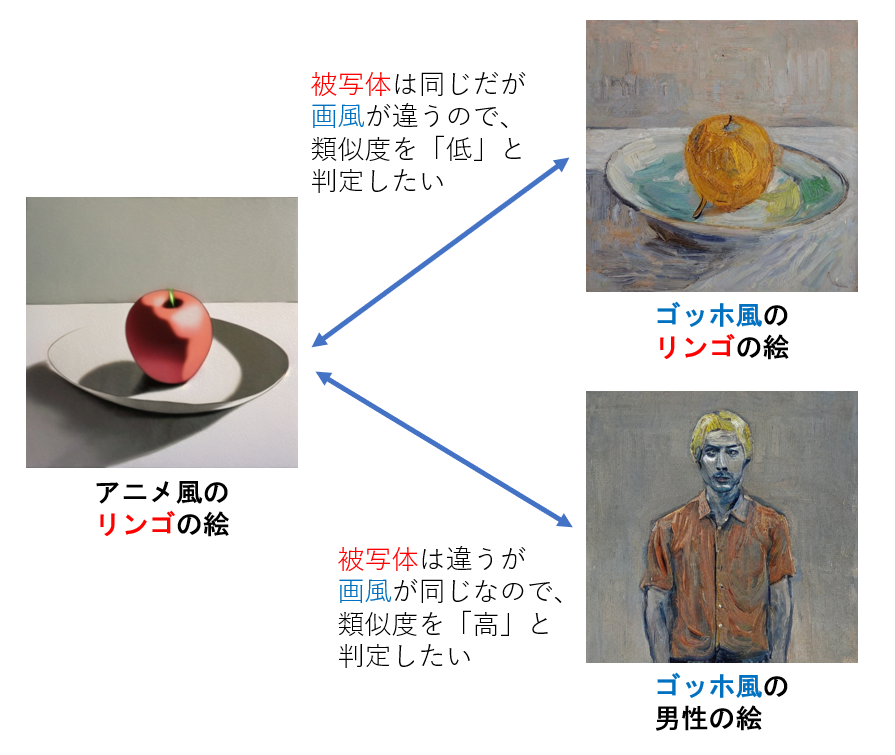 被写体は同じだが
画風が違うので、
類似度を「低」と
判定したい
ゴッホ風の
リンゴの絵
アニメ風の
リンゴの絵
被写体は違うが
画風が同じなので、
類似度を「高」と
判定したい
ゴッホ風の
男性の絵